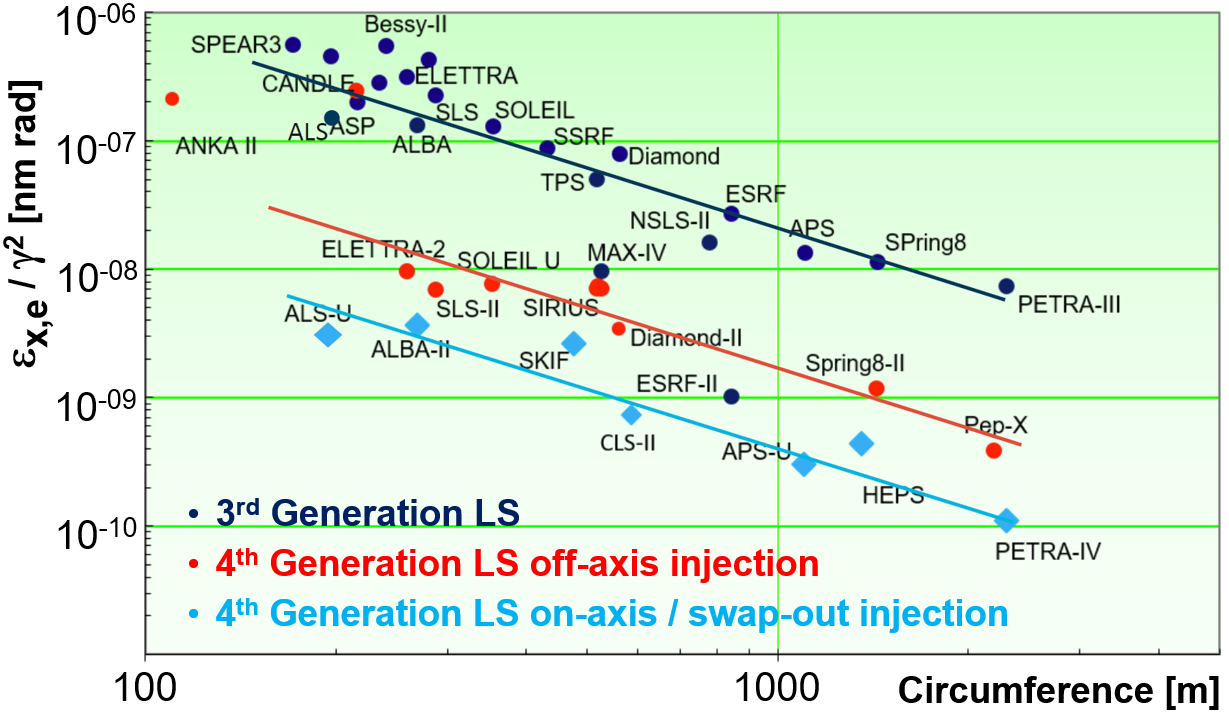 10-06
Bessy-II
SPEAR3
CANDLE
ELETTRA
SLS
SOLEIL
ALS
ASP
ALBA
SSRF
ANKA II
10-07
Diamond
TPS
ESRF
NSLS-II
APS
SPring8
ELETTRA-2
SOLEIL U
MAX-IV
10-08
PETRA-III
ALS-U
SLS-II
SIRIUS
ALBA-II
Diamond-II
SKIF
Spring8-II
ESRF-II
10-09
Pep-X
CLS-II
APS-U
HEPS
• 3rd Generation LS
10-10
PETRA-IV
• 4th Generation LS off-axis injection
• 4th Generation LS on-axis / swap-out injection
εx,e / γ2 [nm rad]
100
1000
Circumference [m]